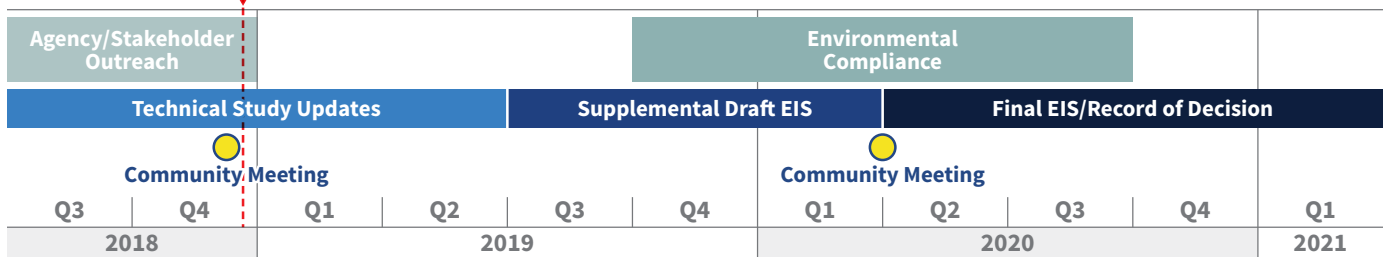 Agency/Stakeholder
Outreach
Environmental
Compliance
Technical Study Updates
Supplemental Draft EIS
Final EIS/Record of Decision
Community Meeting
Community Meeting
Q3 Q4 Q1 Q2 Q3 Q4 Q1 Q2 Q3 Q4 Q1
2018 2019 2020 2021